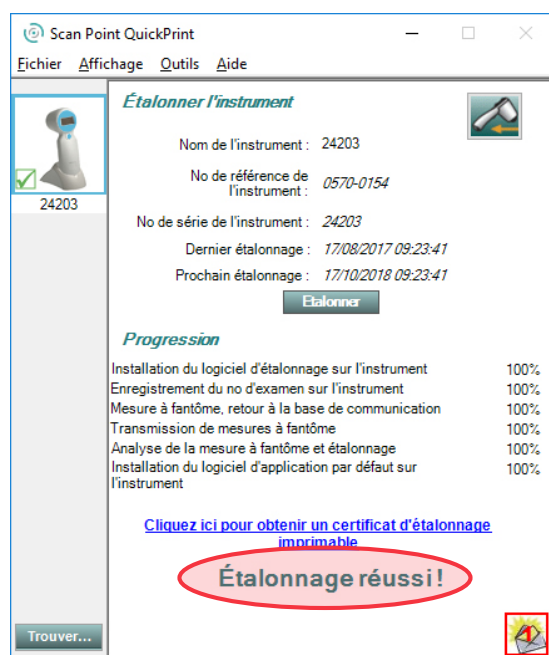 Scan Point QuickPrint
Fichier Affichage Outils Aide
Étalonner l'instrument
Nom de l'instrument : 24203
No de référence de
l'instrument : 0570-0154
24203
No de série de l'instrument : 24203
Dernier étalonnage : 17/08/2017 09:23:41
Prochain étalonnage : 17/10/2018 09:23:41
Etalonner
Progression
Installation du logiciel d'étalonnage sur l'instrument 100%
Enregistrement du no d'examen sur l'instrument 100%
Mesure à fantôme, retour à la base de communication 100%
Transmission de mesures à fantôme 100%
Analyse de la mesure à fantôme et étalonnage 100%
Installation du logiciel d'application par défaut sur 100%
l'instrument
Cliquez ici pour obtenir un certificat d'étalonnage
imprimable
Étalonnage réussi !
Trouver...
1